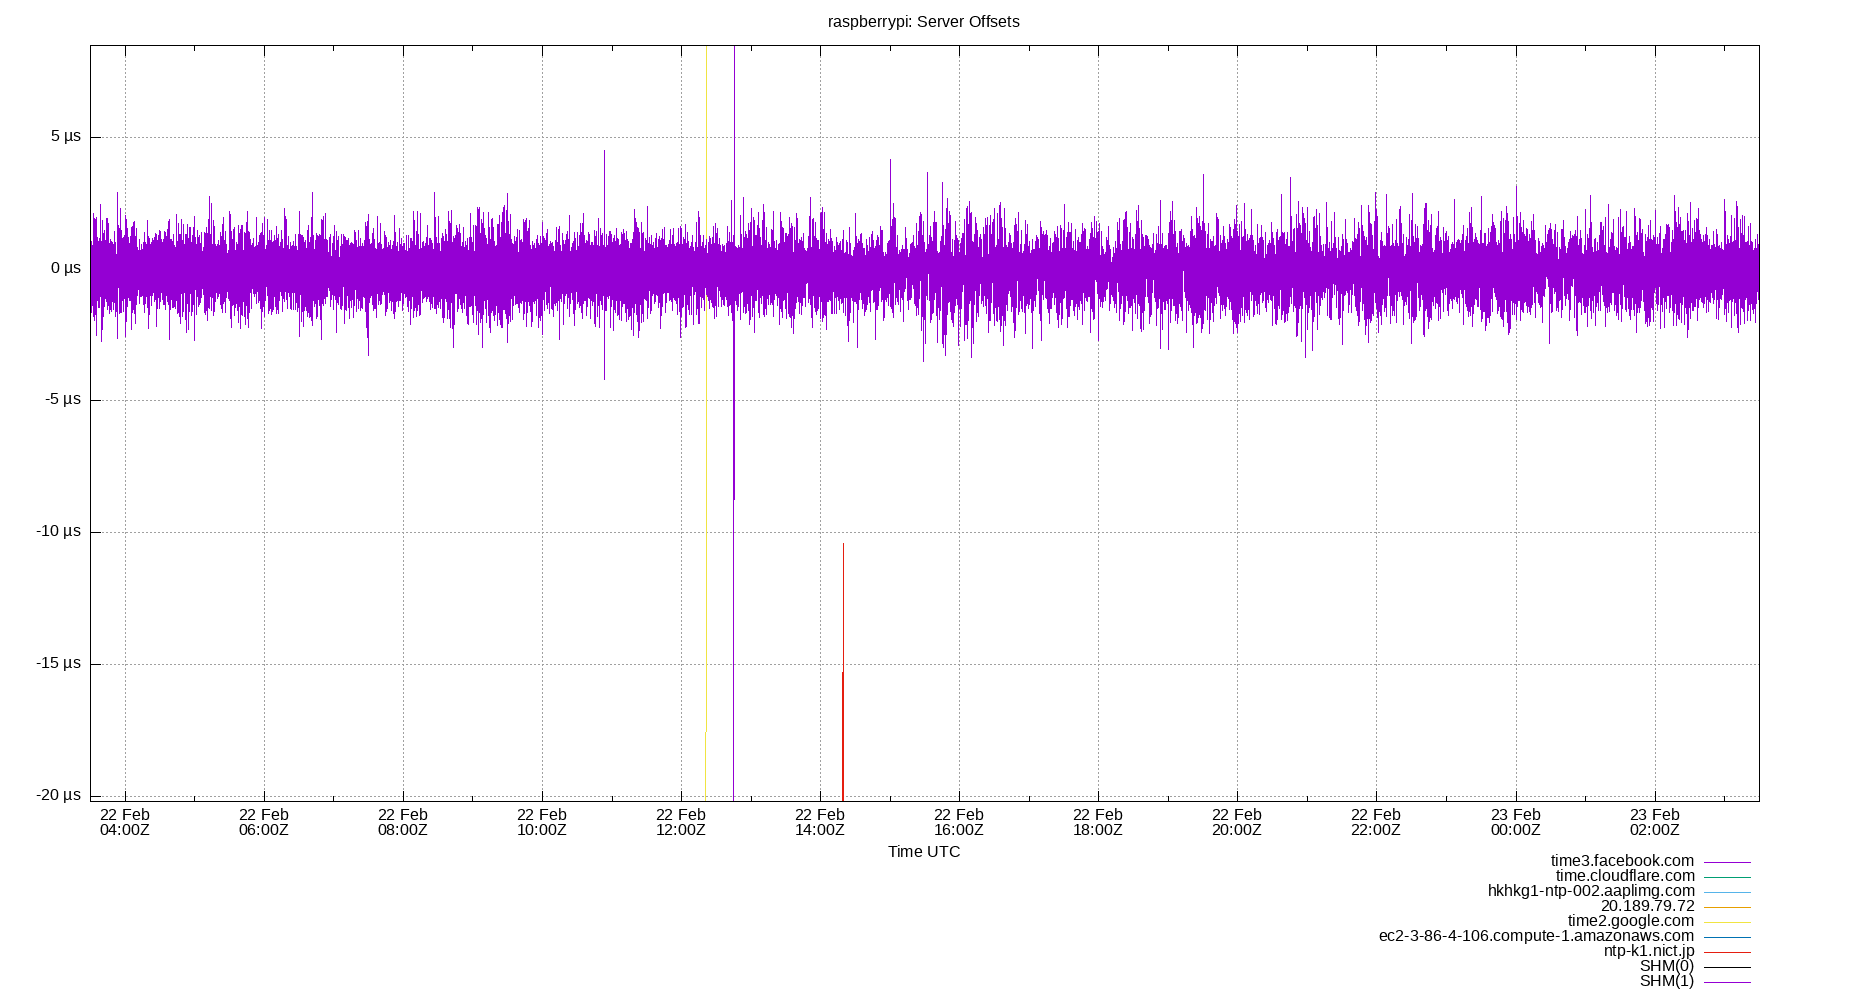 raspberrypi: Server Offsets
5 µs
0 µs
-5 µs
-10 µs
-15 µs
-20 µs
22 Feb 22 Feb 22 Feb 22 Feb 22 Feb 22 Feb 22 Feb 22 Feb 22 Feb 22 Feb 23 Feb 23 Feb
04:00Z 06:00Z 08:00Z 10:00Z 12:00Z 14:00Z 16:00Z 18:00Z 20:00Z 22:00Z 00:00Z 02:00Z
Time UTC
time3.facebook.com
time.cloudflare.com
hkhkg1-ntp-002.aaplimg.com
20.189.79.72
time2.google.com
ec2-3-86-4-106.compute-1.amazonaws.com
ntp-k1.nict.jp
SHM(0)
SHM(1)